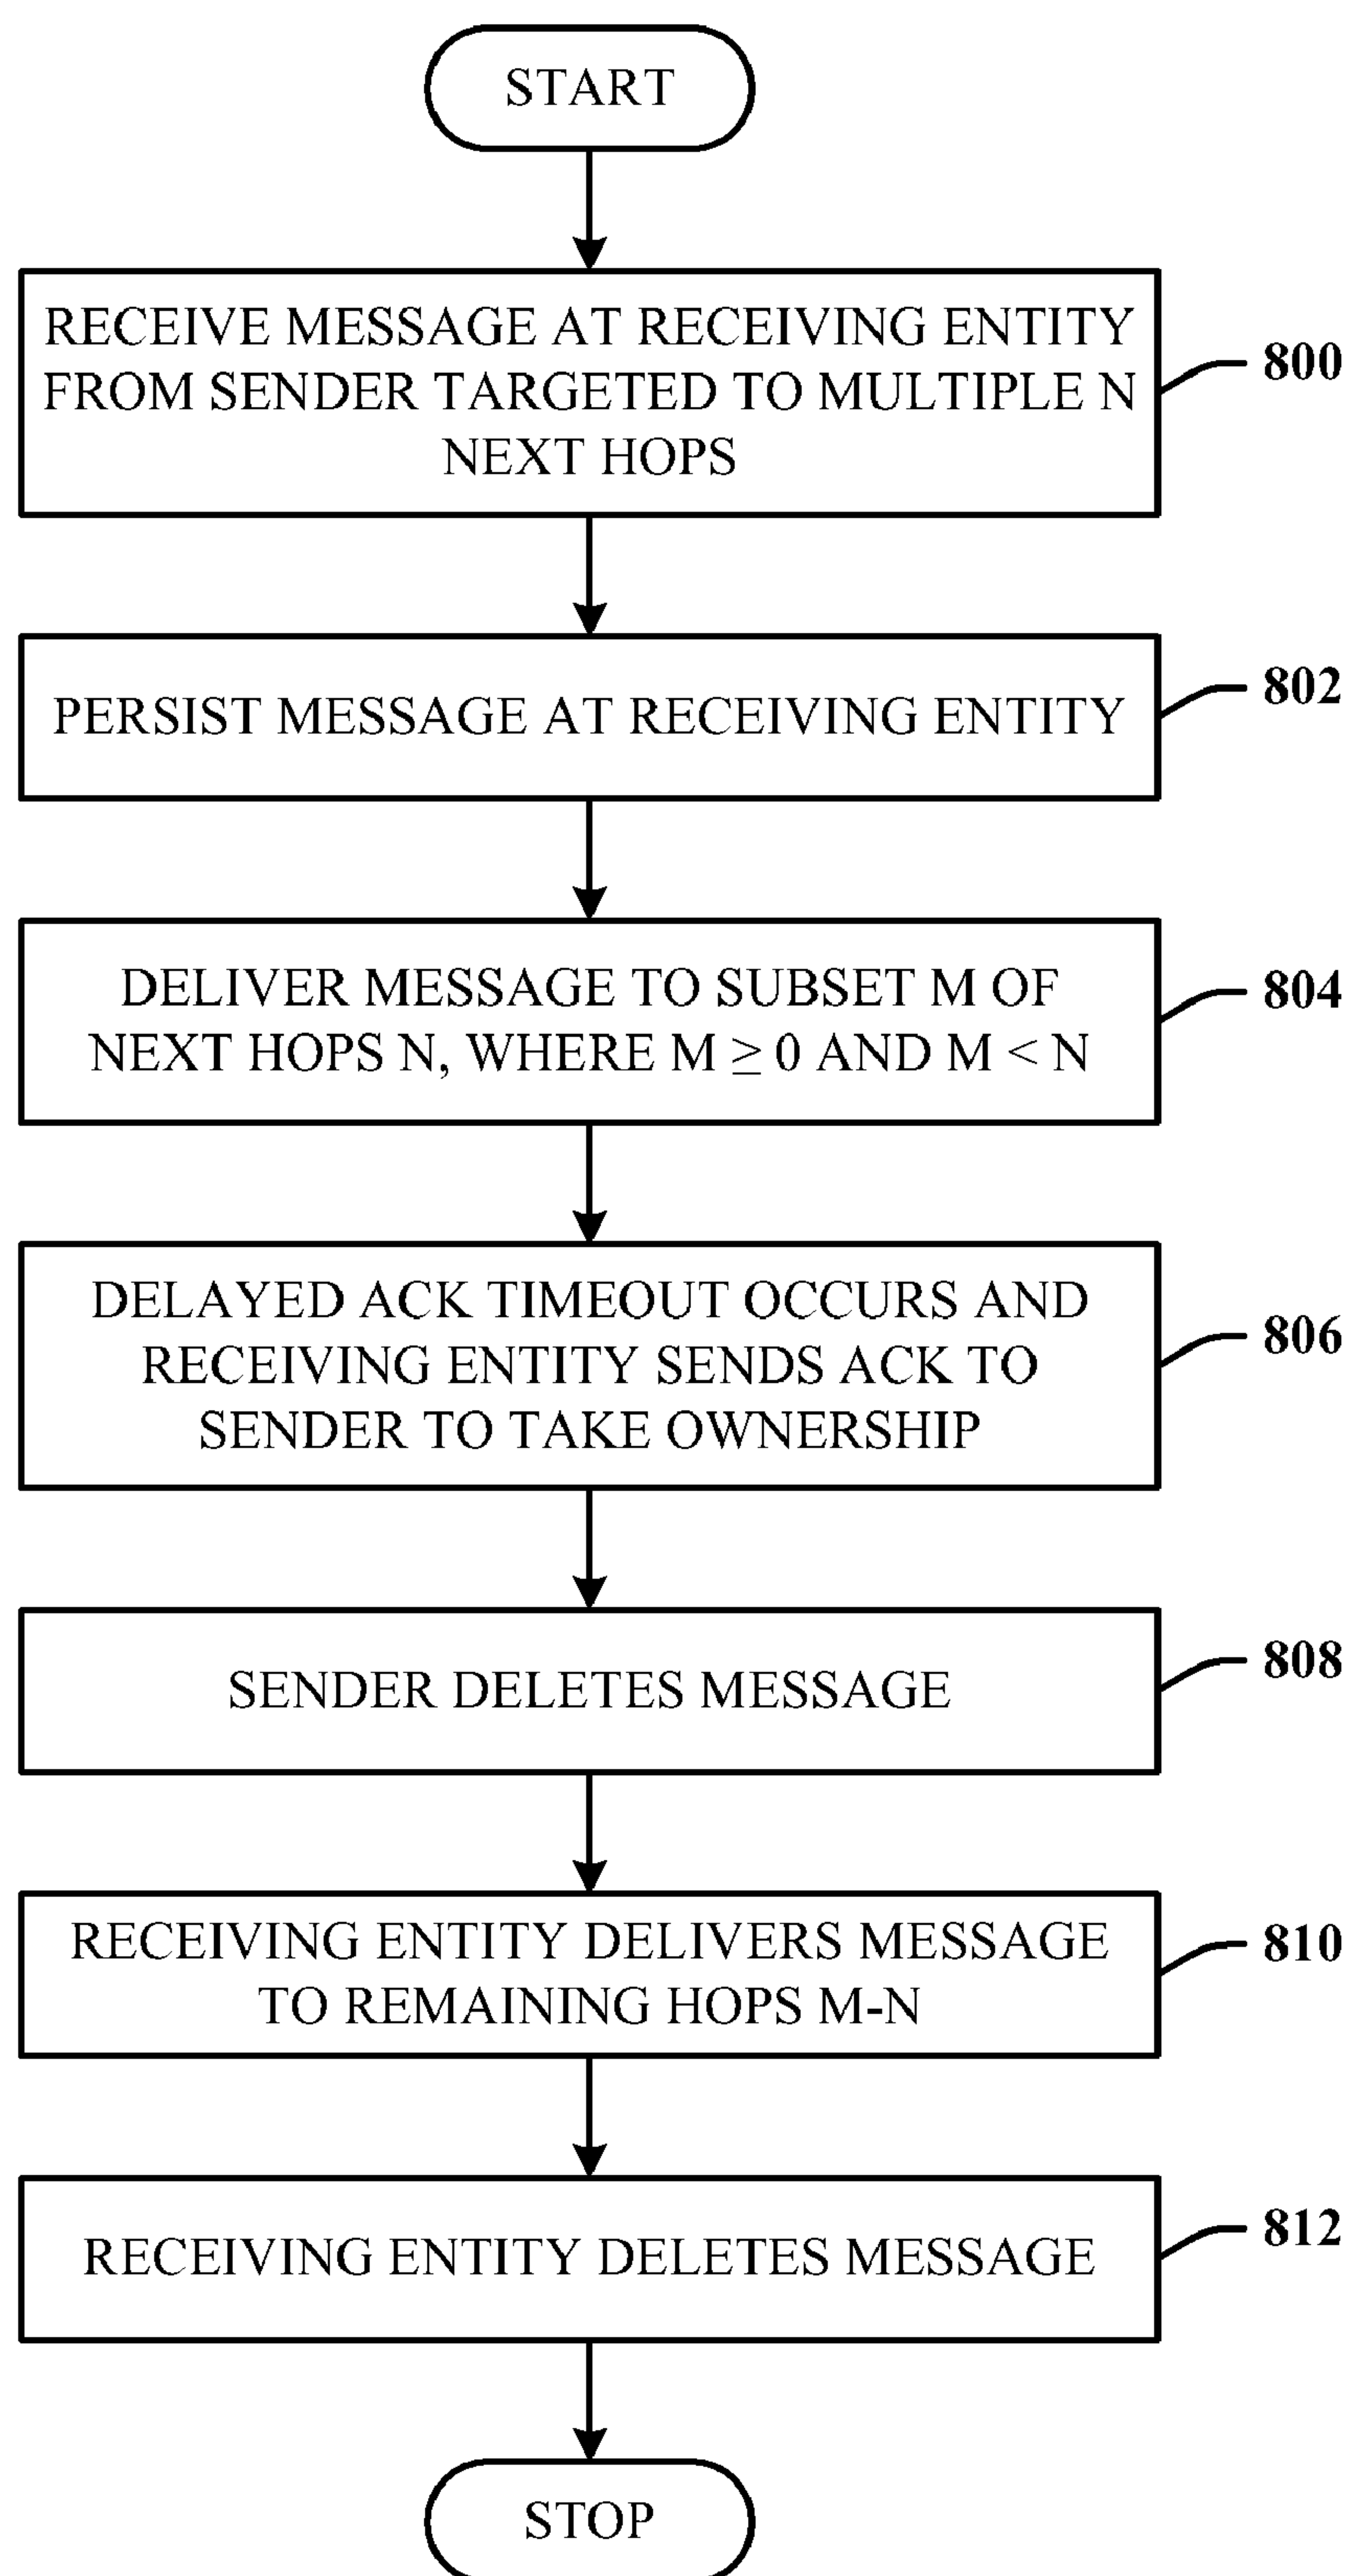 START
RECEIVE MESSAGE AT RECEIVING ENTITY
FROM SENDER TARGETED TO MULTIPLE N
NEXT HOPS
800
PERSIST MESSAGE AT RECEIVING ENTITY
802
DELIVER MESSAGE TO SUBSET M OF
NEXT HOPS N, WHERE M ≥ 0 AND M < N
804
DELAYED ACK TIMEOUT OCCURS AND
RECEIVING ENTITY SENDS ACK TO
SENDER TO TAKE OWNERSHIP
806
SENDER DELETES MESSAGE
808
RECEIVING ENTITY DELIVERS MESSAGE
TO REMAINING HOPS M-N
810
RECEIVING ENTITY DELETES MESSAGE
812
STOP